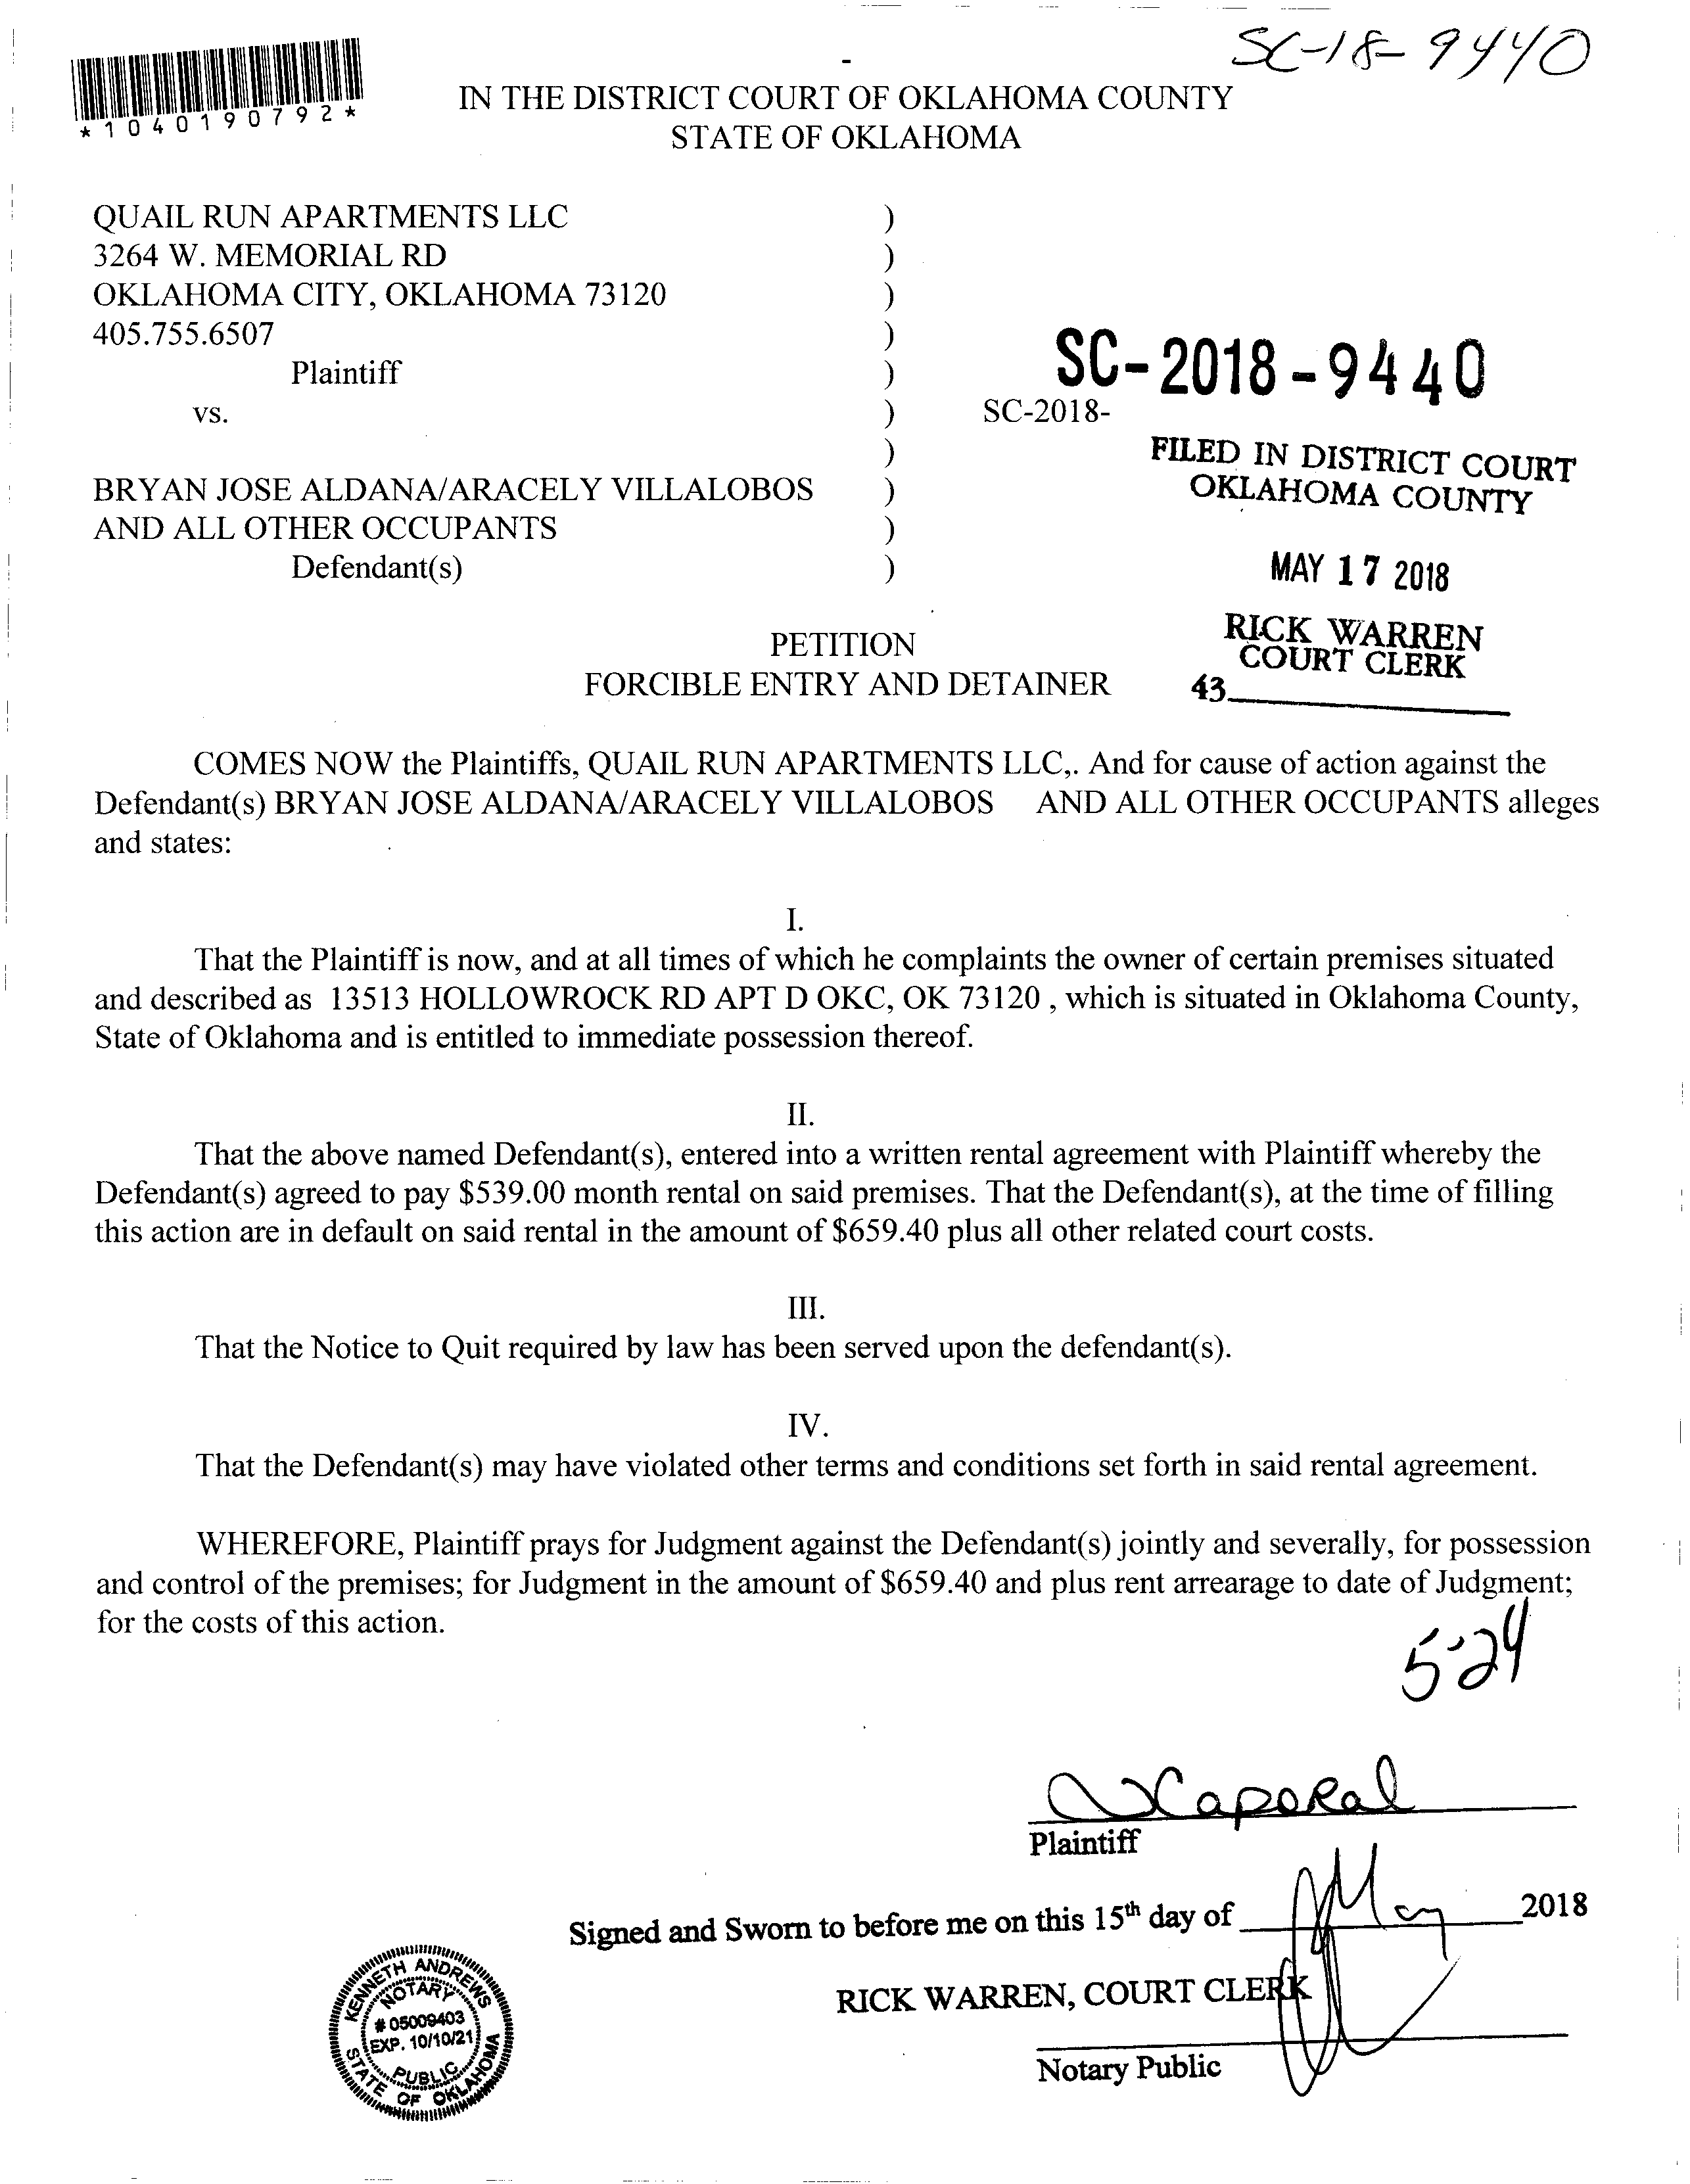 SC-18-9440
*1040190792*
IN THE DISTRICT COURT OF OKLAHOMA COUNTY
STATE OF OKLAHOMA
QUAIL RUN APARTMENTS LLC )
3264 W. MEMORIAL RD )
OKLAHOMA CITY, OKLAHOMA 73120 )
405.755.6507 )
Plaintiff )
SC-2018-9440
vs. ) SC-2018-
)
BRYAN JOSE ALDANA/ARACELY VILLALOBOS )
AND ALL OTHER OCCUPANTS )
Defendant(s) )
FILED IN DISTRICT COURT
OKLAHOMA COUNTY
MAY 17 2018
RICK WARREN
COURT CLERK
43
PETITION
FORCIBLE ENTRY AND DETAINER
COMES NOW the Plaintiffs, QUAIL RUN APARTMENTS LLC,. And for cause of action against the
Defendant(s) BRYAN JOSE ALDANA/ARACELY VILLALOBOS AND ALL OTHER OCCUPANTS alleges
and states:
I.
That the Plaintiff is now, and at all times of which he complaints the owner of certain premises situated
and described as 13513 HOLLOWROCK RD APT D OKC, OK 73120 , which is situated in Oklahoma County,
State of Oklahoma and is entitled to immediate possession thereof.
II.
That the above named Defendant(s), entered into a written rental agreement with Plaintiff whereby the
Defendant(s) agreed to pay $539.00 month rental on said premises. That the Defendant(s), at the time of filling
this action are in default on said rental in the amount of $659.40 plus all other related court costs.
III.
That the Notice to Quit required by law has been served upon the defendant(s).
IV.
That the Defendant(s) may have violated other terms and conditions set forth in said rental agreement.
WHEREFORE, Plaintiff prays for Judgment against the Defendant(s) jointly and severally, for possession
and control of the premises; for Judgment in the amount of $659.40 and plus rent arrearage to date of Judgment;
for the costs of this action.
5-24
Caporal
Plaintiff
Signed and Sworn to before me on this 15th day of May 2018
RICK WARREN, COURT CLERK
Notary Public
KENNETH ANDREWS
NOTARY
# 05009403
EXP. 10/10/21
PUBLIC
STATE OF OKLAHOMA